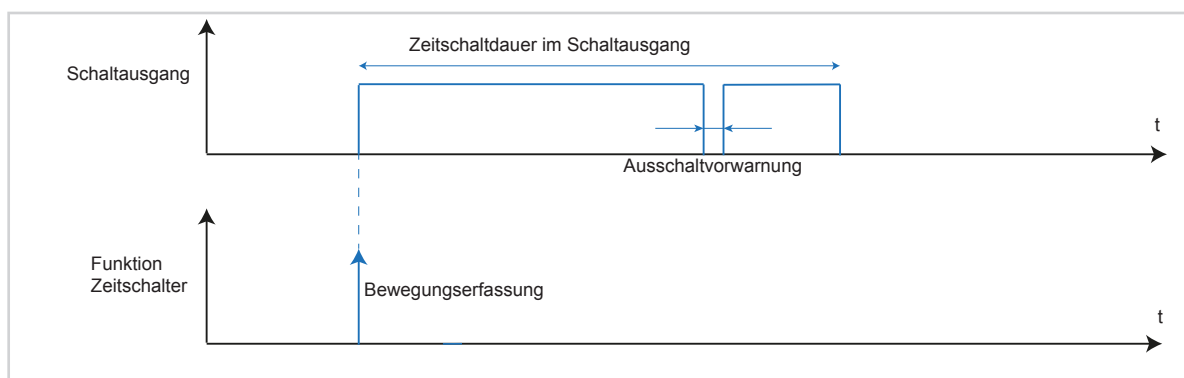 Zeitschaltdauer im Schaltausgang
Schaltausgang
t
Ausschaltvorwarnung
Funktion
Zeitschalter
Bewegungserfassung
t